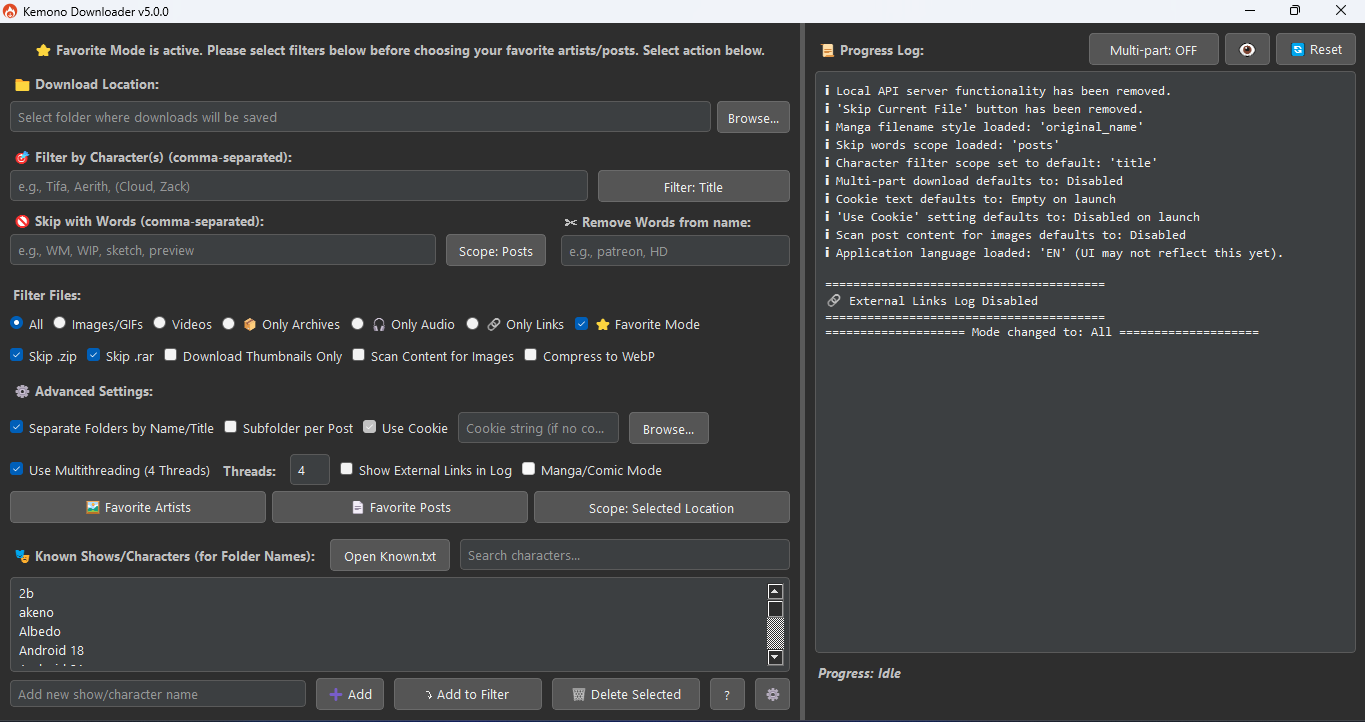 Kemono Downloader v5.0.0
⭐ Favorite Mode is active. Please select filters below before choosing your favorite artists/posts. Select action below.
📁 Download Location:
Select folder where downloads will be saved
Browse...
🎯 Filter by Character(s) (comma-separated):
e.g., Tifa, Aerith, (Cloud, Zack)
Filter: Title
🚫 Skip with Words (comma-separated):
✂ Remove Words from name:
e.g., WM, WIP, sketch, preview
Scope: Posts
e.g., patreon, HD
Filter Files:
All Images/GIFs Videos 📦 Only Archives 🎧 Only Audio 🔗 Only Links ⭐ Favorite Mode
Skip .zip Skip .rar Download Thumbnails Only Scan Content for Images Compress to WebP
⚙ Advanced Settings:
Separate Folders by Name/Title Subfolder per Post Use Cookie Cookie string (if no co... Browse...
Use Multithreading (4 Threads) Threads: 4 Show External Links in Log Manga/Comic Mode
🖼 Favorite Artists
📄 Favorite Posts
Scope: Selected Location
🎭 Known Shows/Characters (for Folder Names):
Open Known.txt
Search characters...
2b
akeno
Albedo
Android 18
Add new show/character name
➕ Add
⤵ Add to Filter
🗑 Delete Selected
?
⚙
📜 Progress Log:
Multi-part: OFF
🔄 Reset
ℹ Local API server functionality has been removed.
ℹ 'Skip Current File' button has been removed.
ℹ Manga filename style loaded: 'original_name'
ℹ Skip words scope loaded: 'posts'
ℹ Character filter scope set to default: 'title'
ℹ Multi-part download defaults to: Disabled
ℹ Cookie text defaults to: Empty on launch
ℹ 'Use Cookie' setting defaults to: Disabled on launch
ℹ Scan post content for images defaults to: Disabled
ℹ Application language loaded: 'EN' (UI may not reflect this yet).
========================================
🔗 External Links Log Disabled
========================================
==================== Mode changed to: All ====================
Progress: Idle